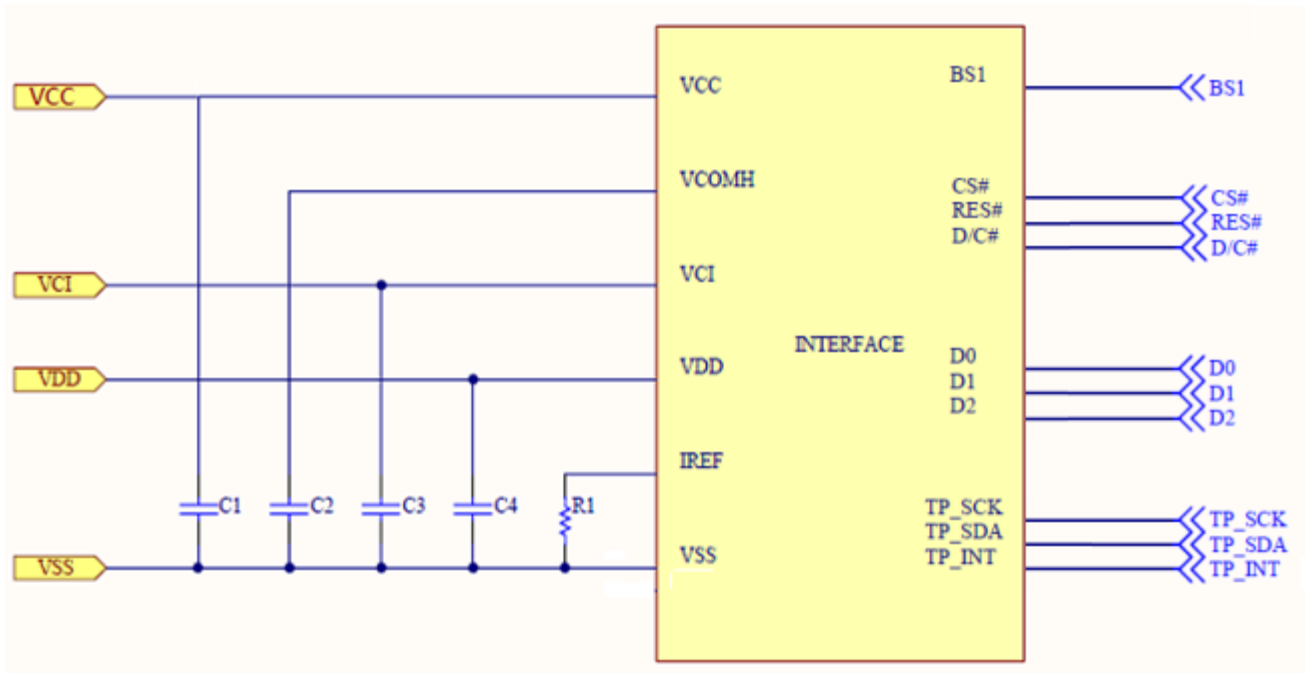 VCC
VCI
VDD
VSS
C1
C2
C3
C4
R1
VCC
VCOMH
VCI
VDD
IREF
VSS
INTERFACE
BS1
CS#
RES#
D/C#
D0
D1
D2
TP_SCK
TP_SDA
TP_INT
BS1
CS#
RES#
D/C#
D0
D1
D2
TP_SCK
TP_SDA
TP_INT